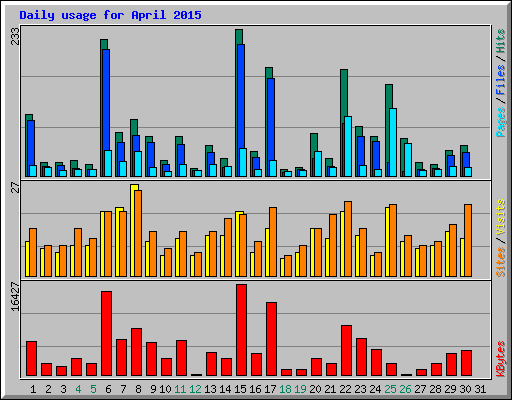 Daily usage for April 2015
233
Pages / Files / Hits
27
Sites / Visits
16427
KBytes
1 2 3 4 5 6 7 8 9 10 11 12 13 14 15 16 17 18 19 20 21 22 23 24 25 26 27 28 29 30 31